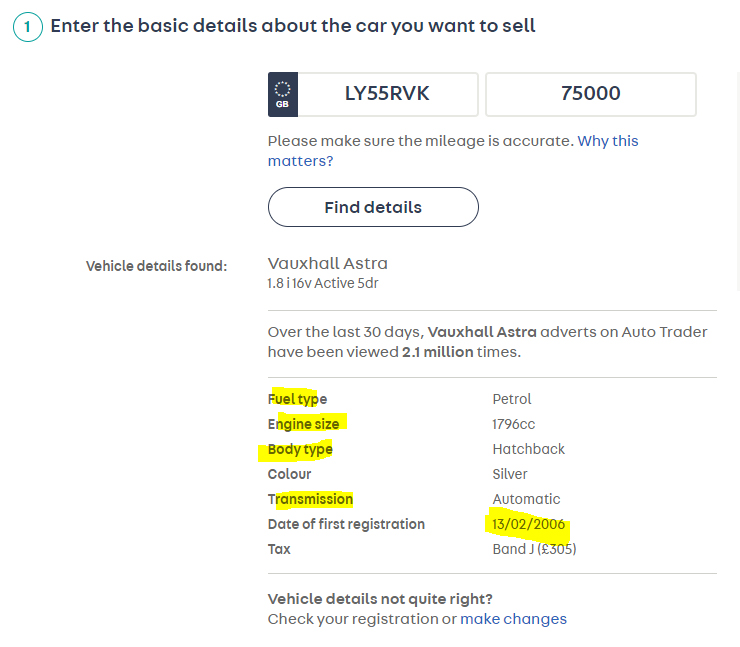 1 Enter the basic details about the car you want to sell
GB LY55RVK 75000
Please make sure the mileage is accurate. Why this
matters?
Find details
Vehicle details found: Vauxhall Astra
1.8 i 16v Active 5dr
Over the last 30 days, Vauxhall Astra adverts on Auto Trader
have been viewed 2.1 million times.
Fuel type Petrol
Engine size 1796cc
Body type Hatchback
Colour Silver
Transmission Automatic
Date of first registration 13/02/2006
Tax Band J (£305)
Vehicle details not quite right?
Check your registration or make changes